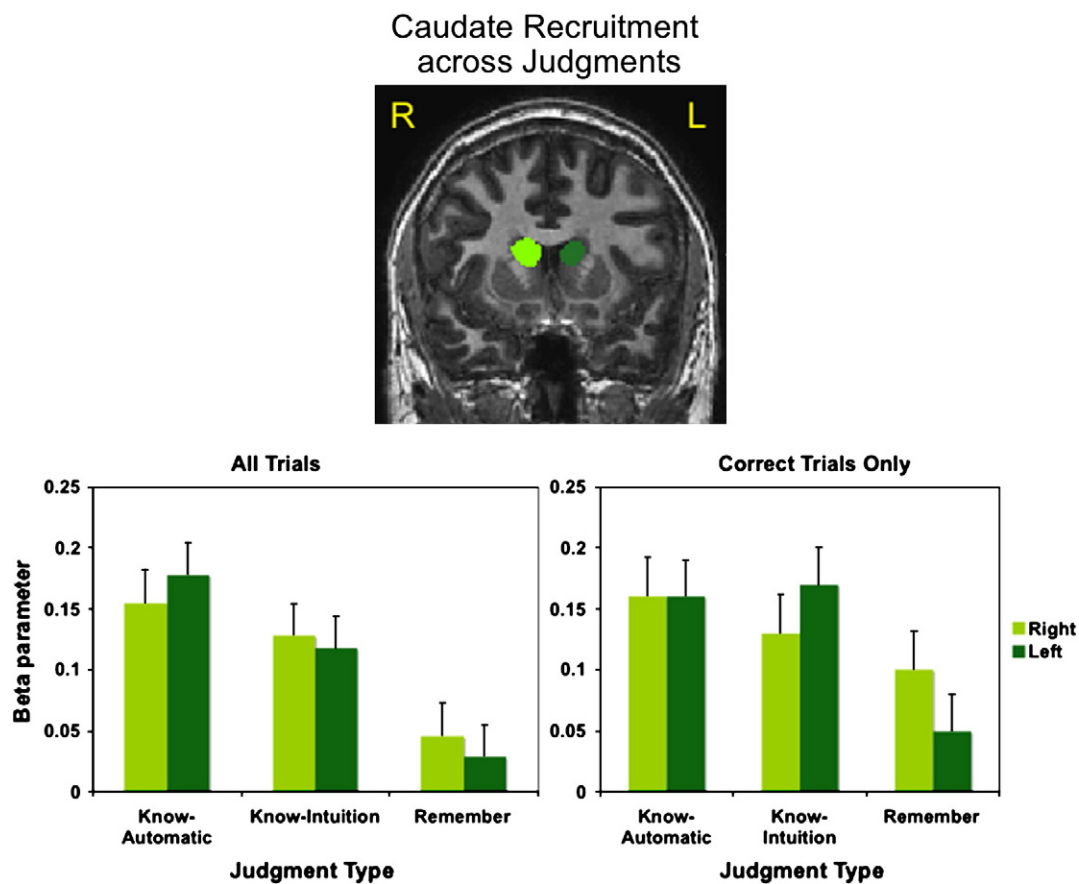 Caudate Recruitment
across Judgments
R L
All Trials
0.25
0.2
0.15
0.1
0.05
0
Beta parameter
Know-
Automatic
Know-Intuition
Remember
Judgment Type
Correct Trials Only
0.25
0.2
0.15
0.1
0.05
0
Know-
Automatic
Know-
Intuition
Remember
Judgment Type
Right
Left